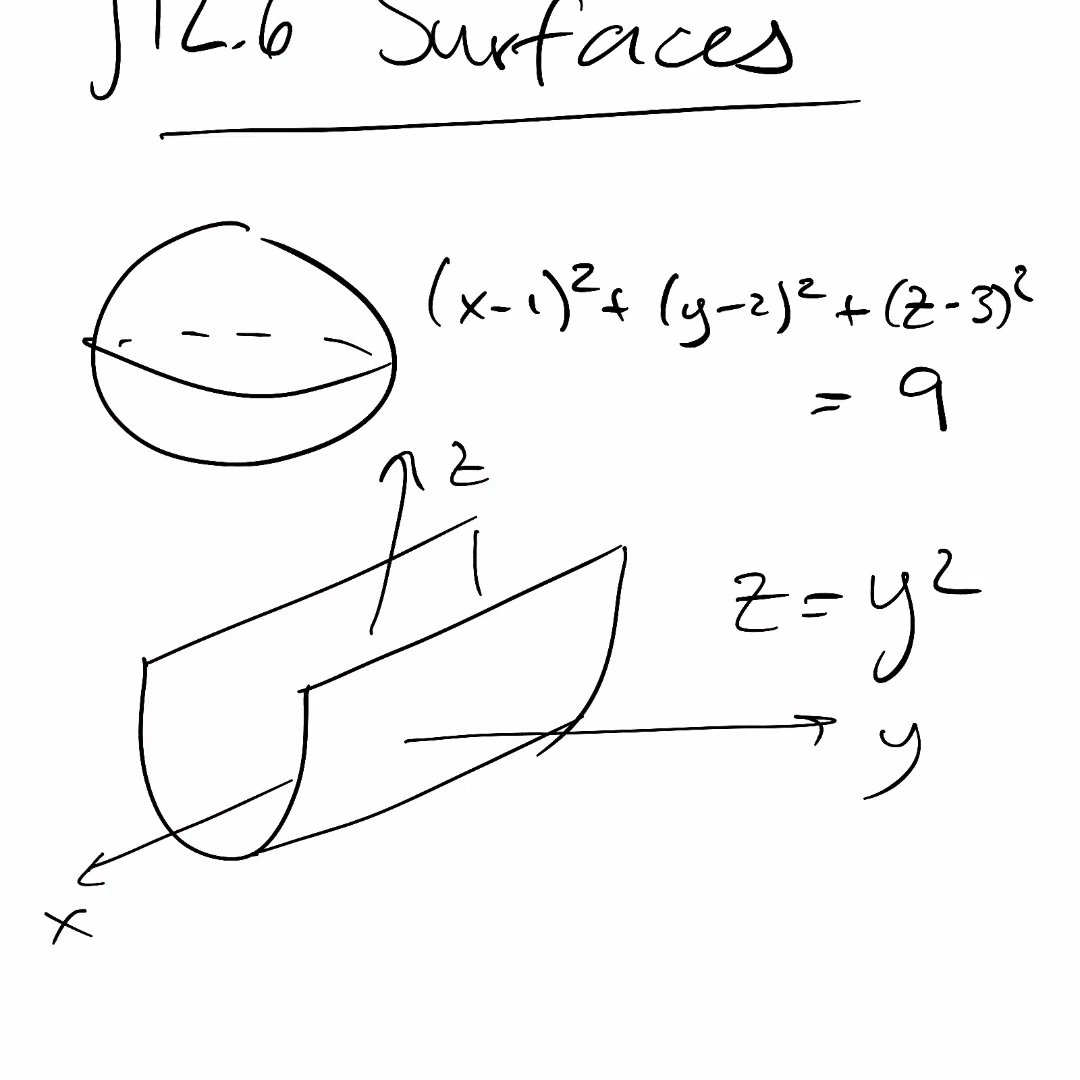 §12.6 Surfaces
(x-1)² + (y-2)² + (z-3)²
= 9
z
z = y²
y
x